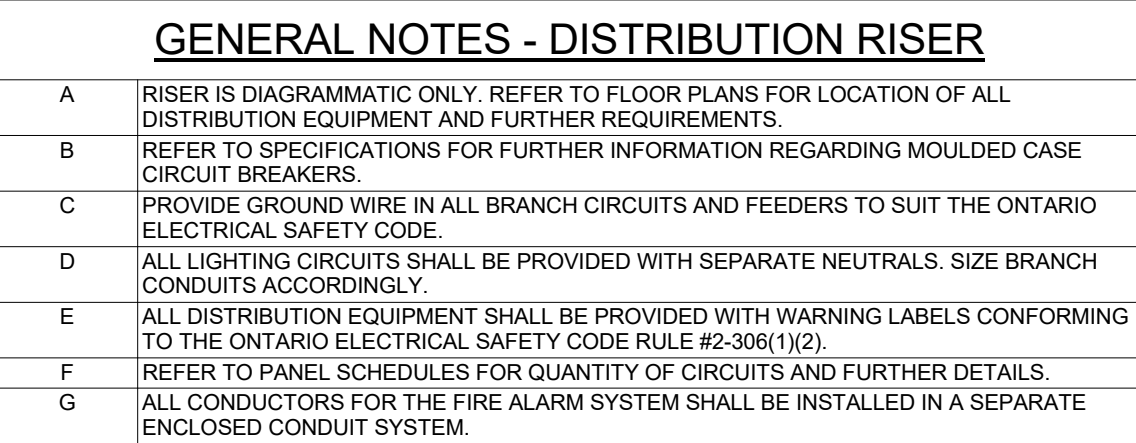 GENERAL NOTES - DISTRIBUTION RISER
A RISER IS DIAGRAMMATIC ONLY. REFER TO FLOOR PLANS FOR LOCATION OF ALL
DISTRIBUTION EQUIPMENT AND FURTHER REQUIREMENTS.
B REFER TO SPECIFICATIONS FOR FURTHER INFORMATION REGARDING MOULDED CASE
CIRCUIT BREAKERS.
C PROVIDE GROUND WIRE IN ALL BRANCH CIRCUITS AND FEEDERS TO SUIT THE ONTARIO
ELECTRICAL SAFETY CODE.
D ALL LIGHTING CIRCUITS SHALL BE PROVIDED WITH SEPARATE NEUTRALS. SIZE BRANCH
CONDUITS ACCORDINGLY.
E ALL DISTRIBUTION EQUIPMENT SHALL BE PROVIDED WITH WARNING LABELS CONFORMING
TO THE ONTARIO ELECTRICAL SAFETY CODE RULE #2-306(1)(2).
F REFER TO PANEL SCHEDULES FOR QUANTITY OF CIRCUITS AND FURTHER DETAILS.
G ALL CONDUCTORS FOR THE FIRE ALARM SYSTEM SHALL BE INSTALLED IN A SEPARATE
ENCLOSED CONDUIT SYSTEM.